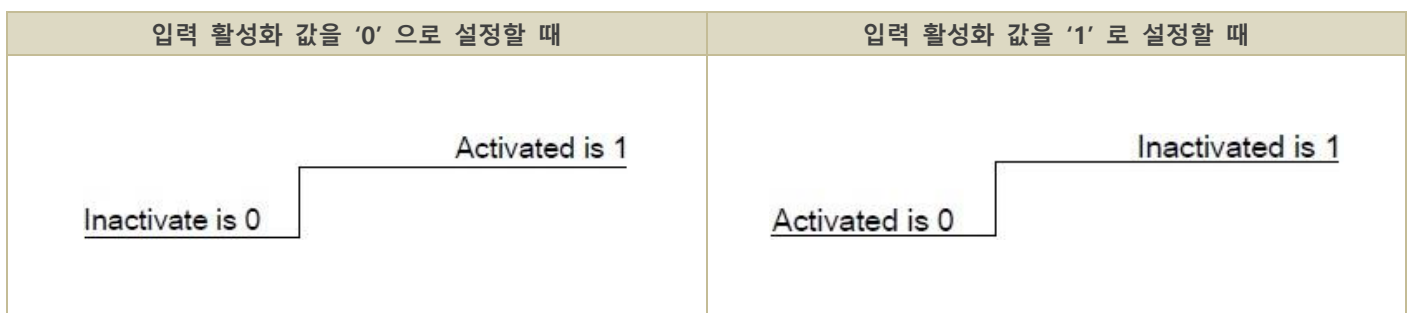 입력 활성화 값을 ‘0’ 으로 설정할 때
입력 활성화 값을 ‘1’ 로 설정할 때
Activated is 1
Inactivate is 0
Inactivated is 1
Activated is 0